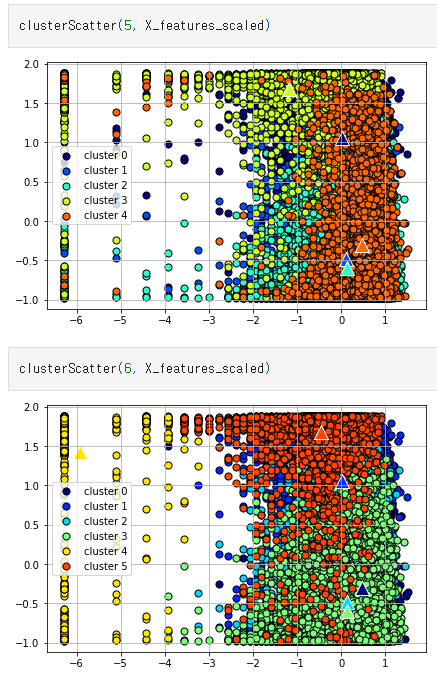 clusterScatter(5, X_features_scaled)
2.0
1.5
1.0
0.5
0.0
−0.5
−1.0
cluster 0
cluster 1
cluster 2
cluster 3
cluster 4
−6 −5 −4 −3 −2 −1 0 1
clusterScatter(6, X_features_scaled)
2.0
1.5
1.0
0.5
0.0
−0.5
−1.0
cluster 0
cluster 1
cluster 2
cluster 3
cluster 4
cluster 5
−6 −5 −4 −3 −2 −1 0 1